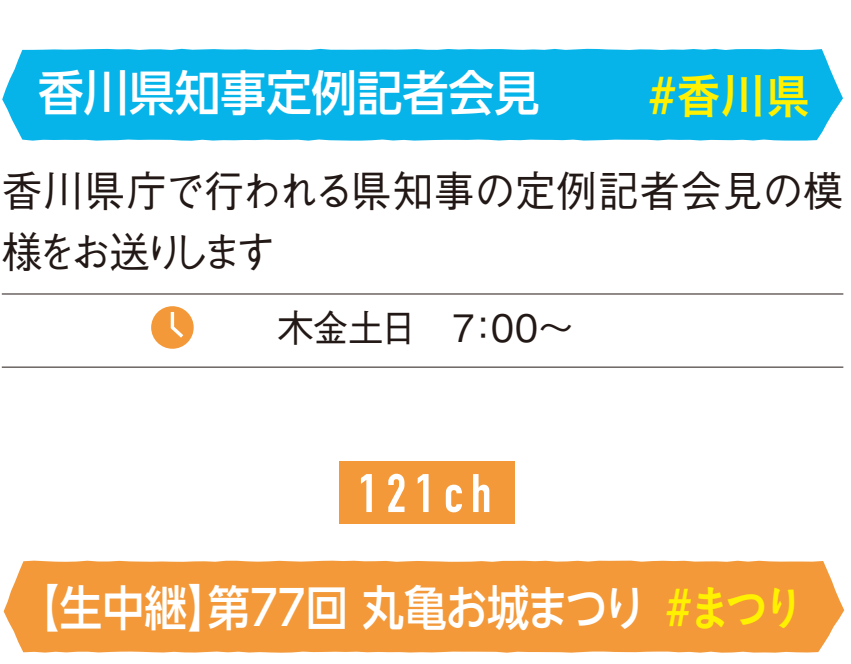 香川県知事定例記者会見 #香川県
香川県庁で行われる県知事の定例記者会見の模
様をお送りします
木金土日 7:00～
121ch
【生中継】第77回 丸亀お城まつり #まつり